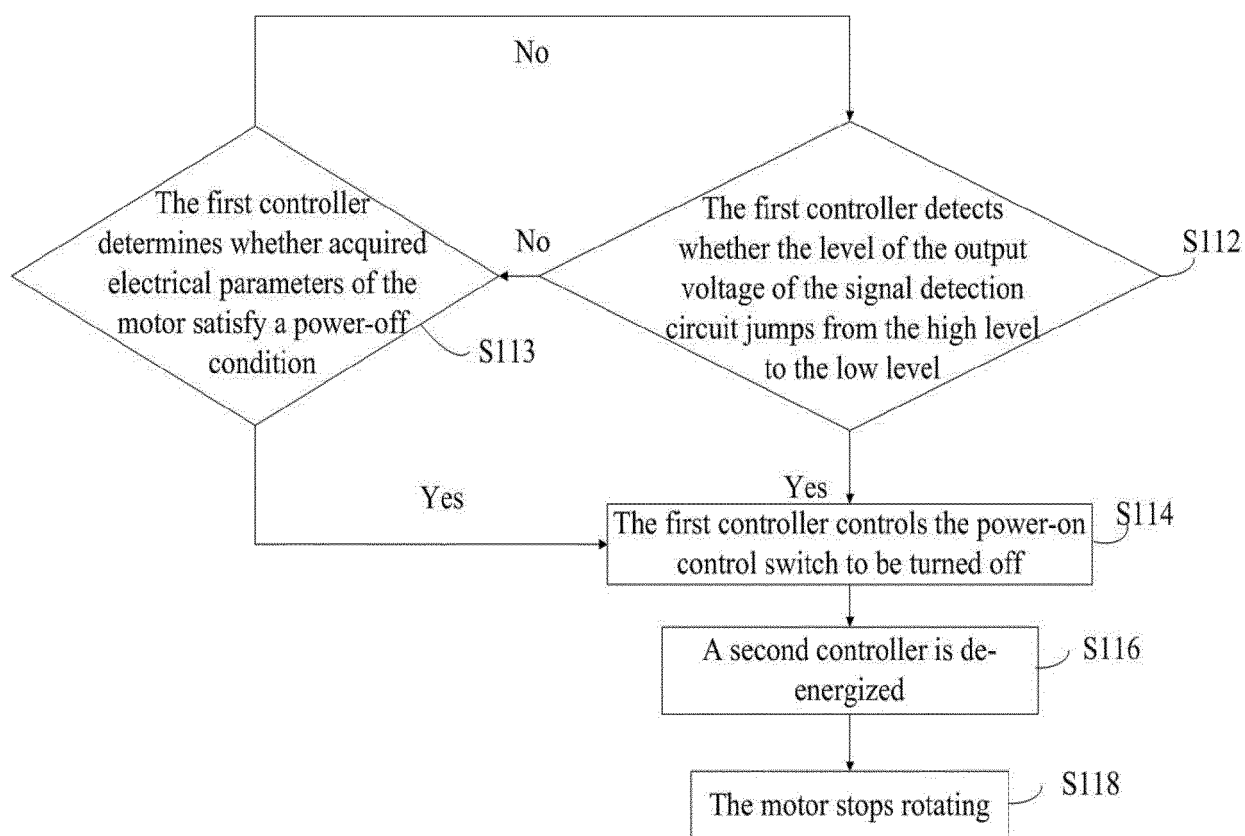 No
The first controller
determines whether acquired
electrical parameters of the
motor satisfy a power-off
condition
S113
No
The first controller detects
whether the level of the output
voltage of the signal detection
circuit jumps from the high level
to the low level
S112
Yes
Yes
The first controller controls the power-on
control switch to be turned off
S114
A second controller is de-
energized
S116
The motor stops rotating
S118